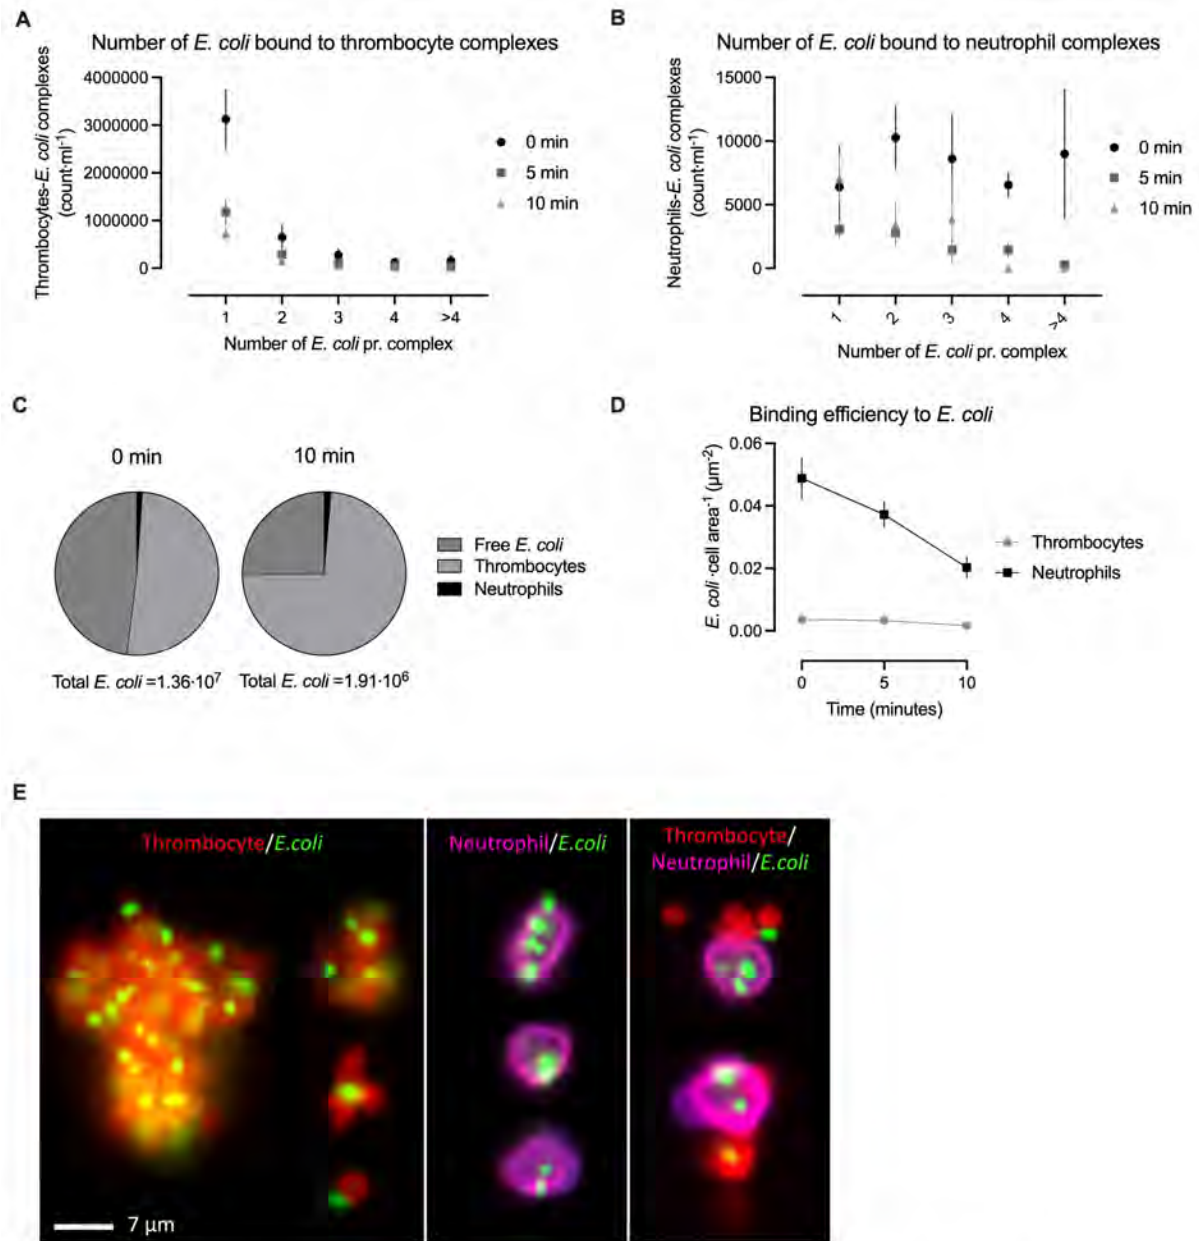 A
Number of E. coli bound to thrombocyte complexes
Thrombocytes-E. coli complexes
(count·ml-1)
4000000
3000000
2000000
1000000
0
1
2
3
4
>4
Number of E. coli pr. complex
0 min
5 min
10 min
B
Number of E. coli bound to neutrophil complexes
Neutrophils-E. coli complexes
(count·ml-1)
15000
10000
5000
0
1
2
3
4
>4
Number of E. coli pr. complex
0 min
5 min
10 min
C
0 min
10 min
Total E. coli =1.36·10⁷
Total E. coli =1.91·10⁶
Free E. coli
Thrombocytes
Neutrophils
D
Binding efficiency to E. coli
E. coli ·cell area-1 (µm-2)
0.06
0.04
0.02
0.00
0
5
10
Time (minutes)
Thrombocytes
Neutrophils
E
Thrombocyte/E.coli
Neutrophil/E.coli
Thrombocyte/
Neutrophil/E.coli
7 µm